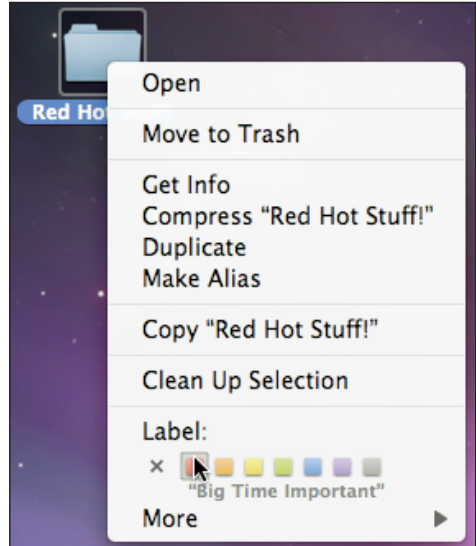 Red Ho
Open
Move to Trash
Get Info
Compress “Red Hot Stuff!”
Duplicate
Make Alias
Copy “Red Hot Stuff!”
Clean Up Selection
Label:
“Big Time Important”
More